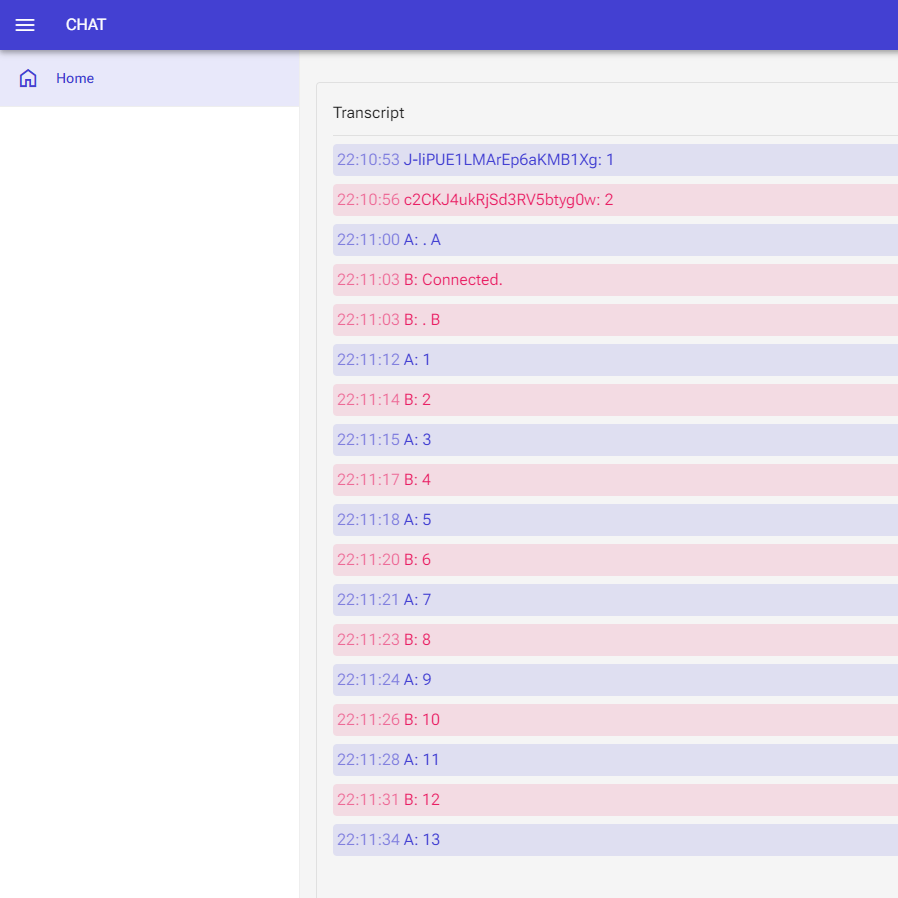 CHAT
Home
Transcript
22:10:53 J-liPUE1LMArEp6aKMB1Xg: 1
22:10:56 c2CKJ4ukRjSd3RV5btyg0w: 2
22:11:00 A: . A
22:11:03 B: Connected.
22:11:03 B: . B
22:11:12 A: 1
22:11:14 B: 2
22:11:15 A: 3
22:11:17 B: 4
22:11:18 A: 5
22:11:20 B: 6
22:11:21 A: 7
22:11:23 B: 8
22:11:24 A: 9
22:11:26 B: 10
22:11:28 A: 11
22:11:31 B: 12
22:11:34 A: 13